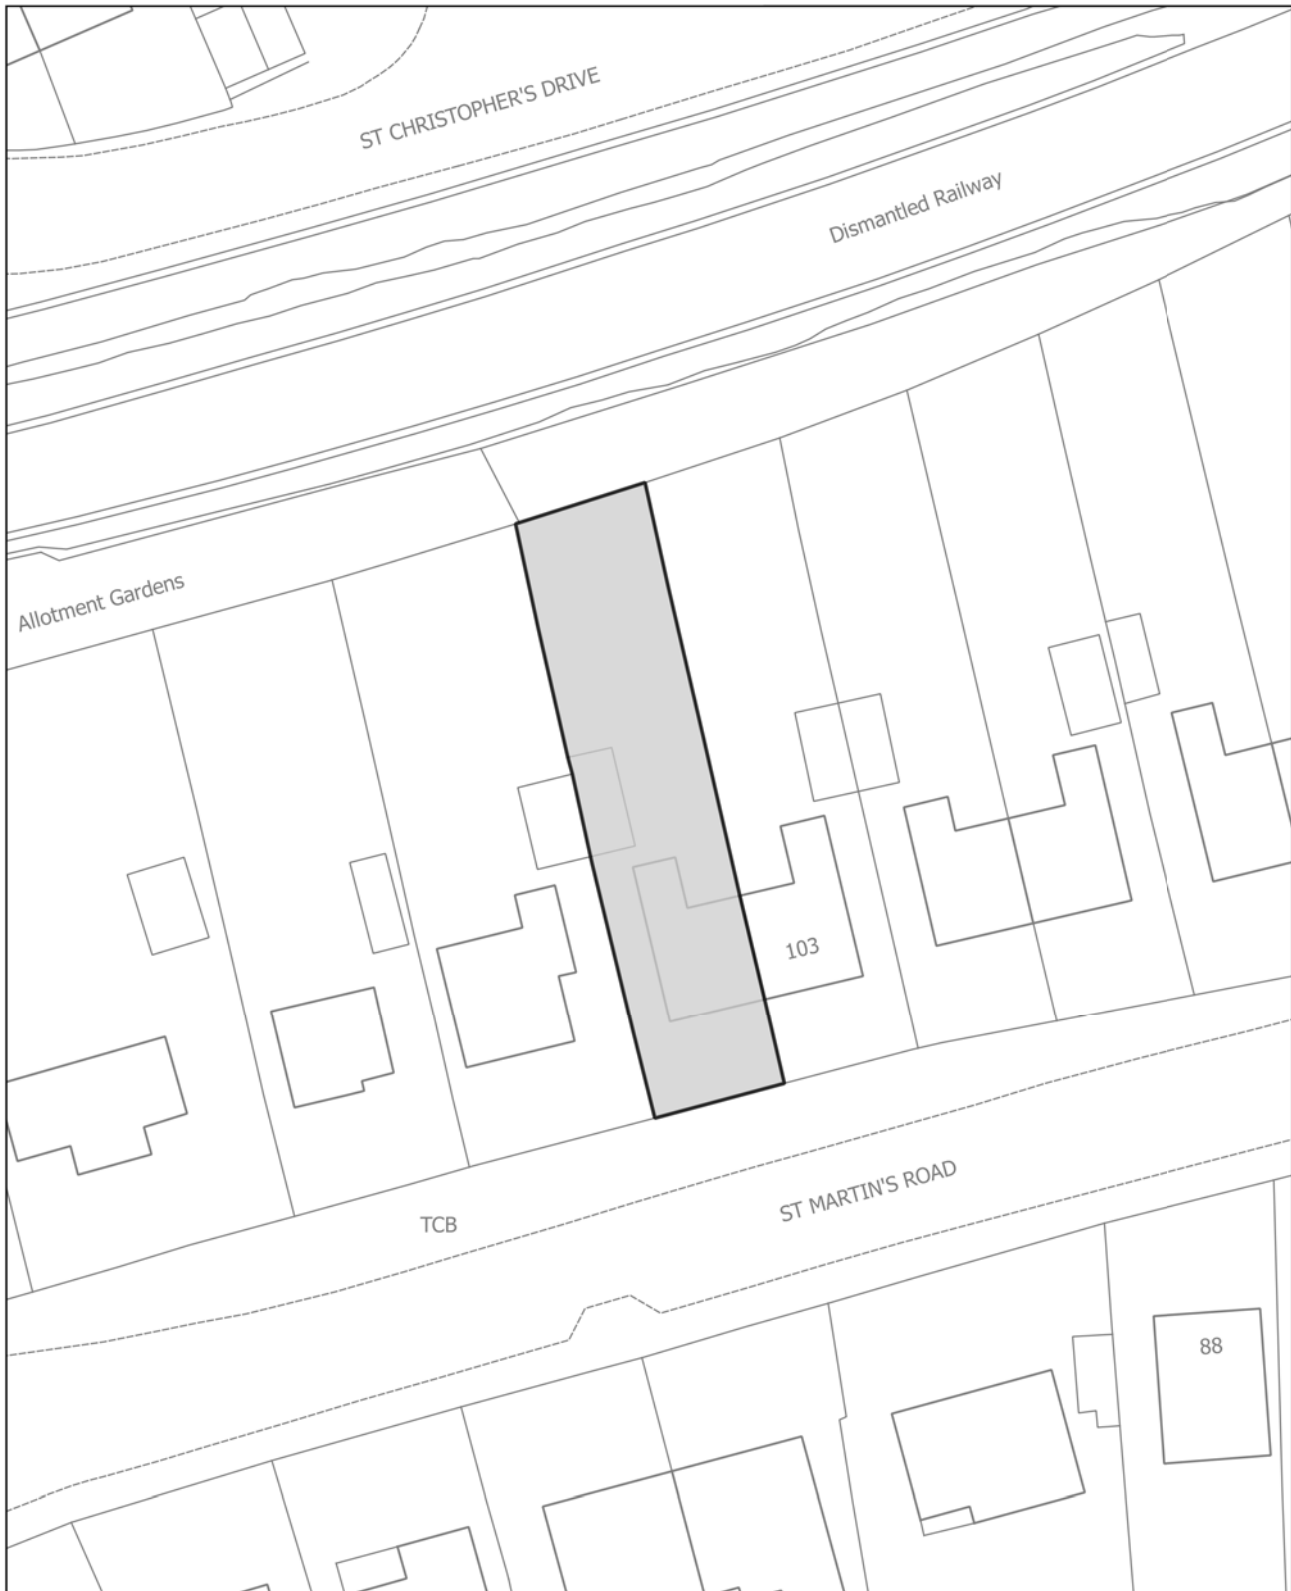 ST CHRISTOPHER'S DRIVE
Dismantled Railway
Allotment Gardens
103
ST MARTIN'S ROAD
TCB
88